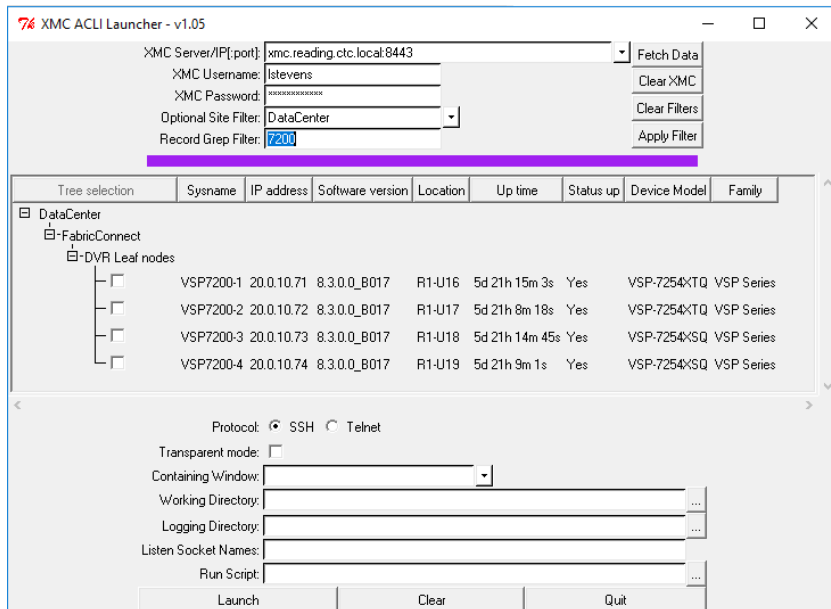 XMC ACLI Launcher - v1.05
XMC Server/IP[:port]: xmc.reading.ctc.local:8443 Fetch Data
XMC Username: lstevens Clear XMC
XMC Password: ************
Optional Site Filter: DataCenter Clear Filters
Record Grep Filter: 7200 Apply Filter
Tree selection Sysname IP address Software version Location Up time Status up Device Model Family
DataCenter
FabricConnect
DVR Leaf nodes
VSP7200-1 20.0.10.71 8.3.0.0_B017 R1-U16 5d 21h 15m 3s Yes VSP-7254XTQ VSP Series
VSP7200-2 20.0.10.72 8.3.0.0_B017 R1-U17 5d 21h 8m 18s Yes VSP-7254XTQ VSP Series
VSP7200-3 20.0.10.73 8.3.0.0_B017 R1-U18 5d 21h 14m 45s Yes VSP-7254XSQ VSP Series
VSP7200-4 20.0.10.74 8.3.0.0_B017 R1-U19 5d 21h 9m 1s Yes VSP-7254XSQ VSP Series
Protocol: SSH Telnet
Transparent mode:
Containing Window:
Working Directory: ...
Logging Directory: ...
Listen Socket Names:
Run Script: ...
Launch Clear Quit